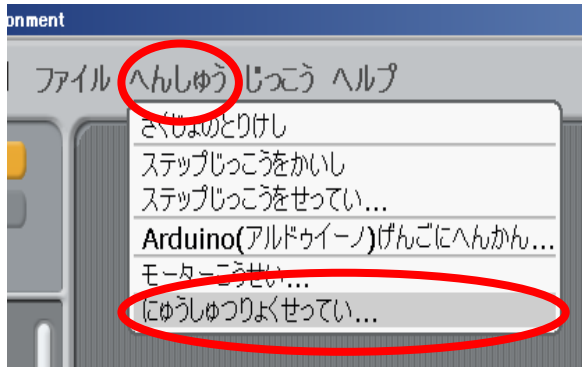 onment
ファイル へんしゅう じっこう ヘルプ
さくじょのとりけし
ステップじっこうをかいし
ステップじっこうをせってい...
Arduino(アルドゥイーノ)げんごにへんかん...
モーターこうせい...
にゅうしゅつりょくせってい...